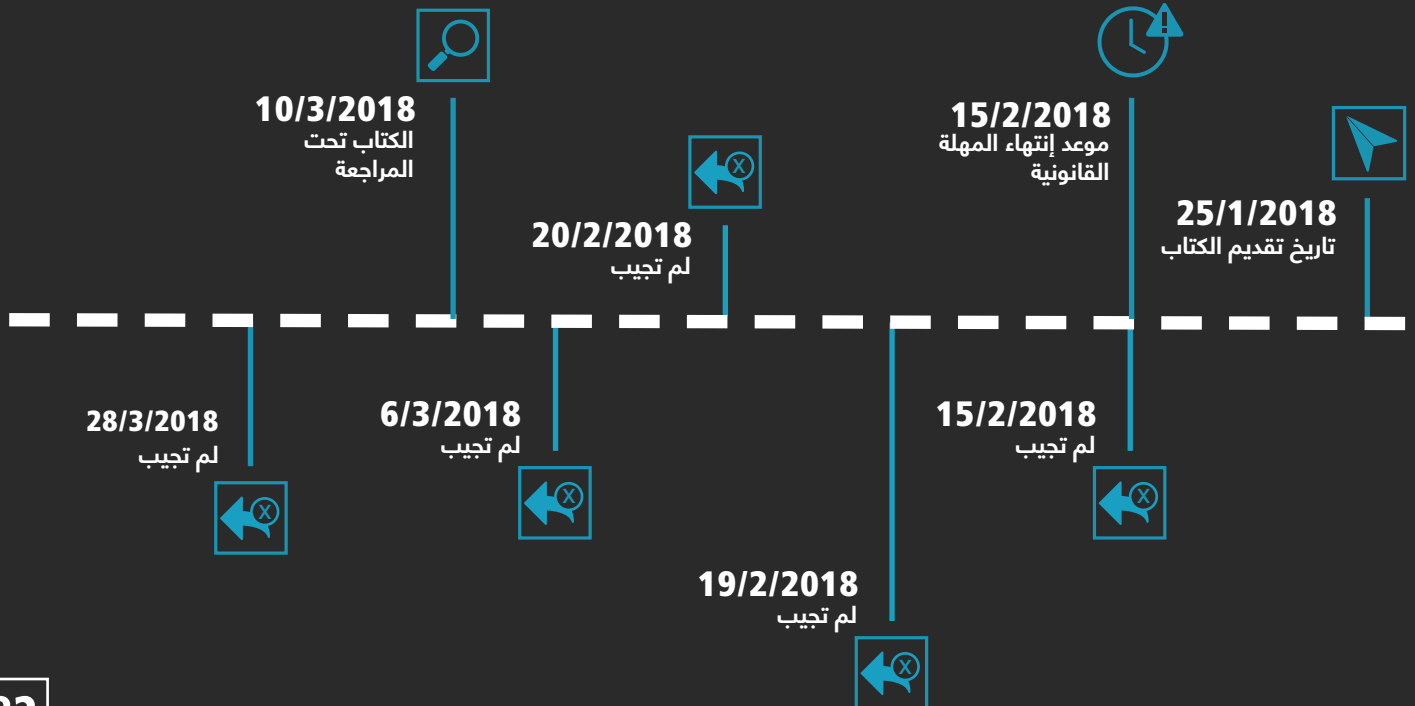 25/1/2018
تاريخ تقديم الكتاب
15/2/2018
موعد إنتهاء المهلة
القانونية
15/2/2018
لم تجيب
19/2/2018
لم تجيب
20/2/2018
لم تجيب
6/3/2018
لم تجيب
10/3/2018
الكتاب تحت
المراجعة
28/3/2018
لم تجيب